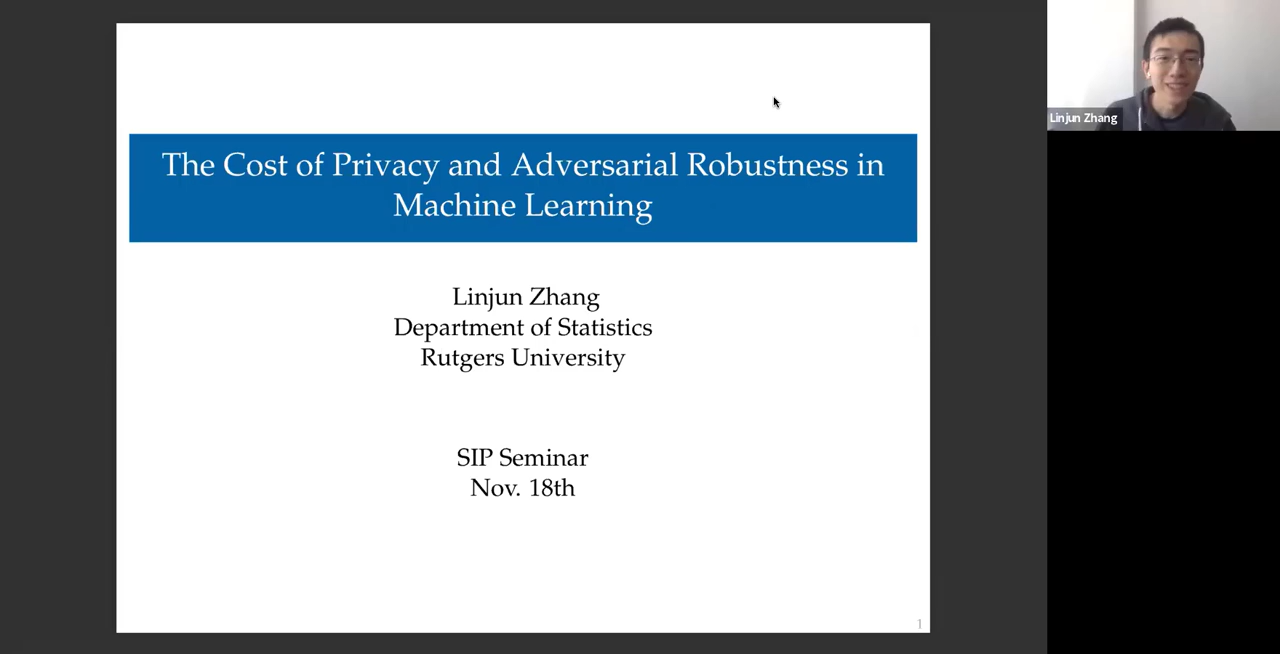 The Cost of Privacy and Adversarial Robustness in
Machine Learning
Linjun Zhang
Department of Statistics
Rutgers University
SIP Seminar
Nov. 18th
1
Linjun Zhang